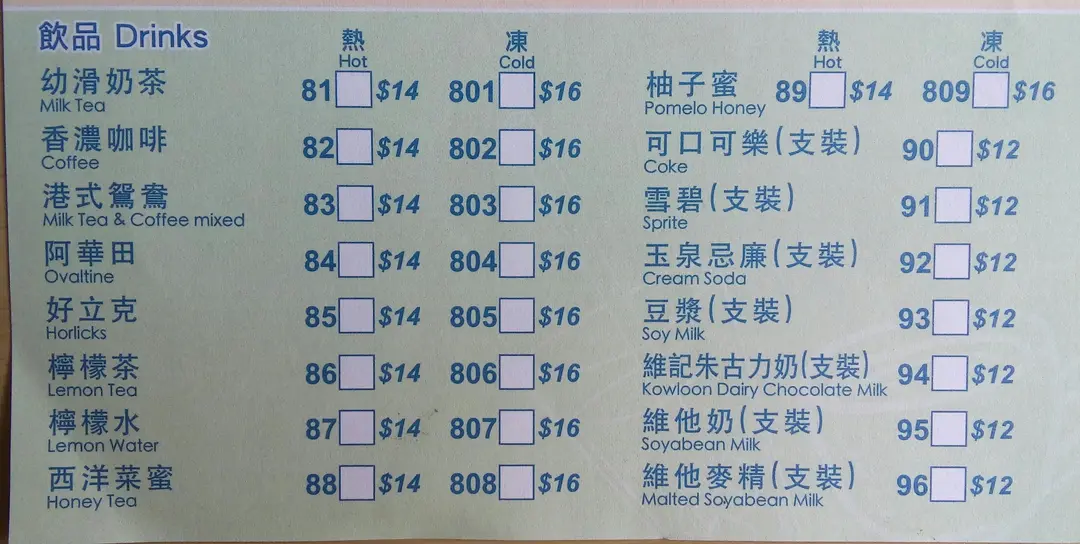 飲品 Drinks
熱 凍
Hot Cold
幼滑奶茶 81 $14 801 $16
Milk Tea
香濃咖啡 82 $14 802 $16
Coffee
港式鴛鴦 83 $14 803 $16
Milk Tea & Coffee mixed
阿華田 84 $14 804 $16
Ovaltine
好立克 85 $14 805 $16
Horlicks
檸檬茶 86 $14 806 $16
Lemon Tea
檸檬水 87 $14 807 $16
Lemon Water
西洋菜蜜 88 $14 808 $16
Honey Tea
熱 凍
Hot Cold
柚子蜜 89 $14 809 $16
Pomelo Honey
可口可樂(支裝) 90 $12
Coke
雪碧(支裝) 91 $12
Sprite
玉泉忌廉(支裝) 92 $12
Cream Soda
豆漿(支裝) 93 $12
Soy Milk
維記朱古力奶(支裝) 94 $12
Kowloon Dairy Chocolate Milk
維他奶(支裝) 95 $12
Soyabean Milk
維他麥精(支裝) 96 $12
Malted Soyabean Milk